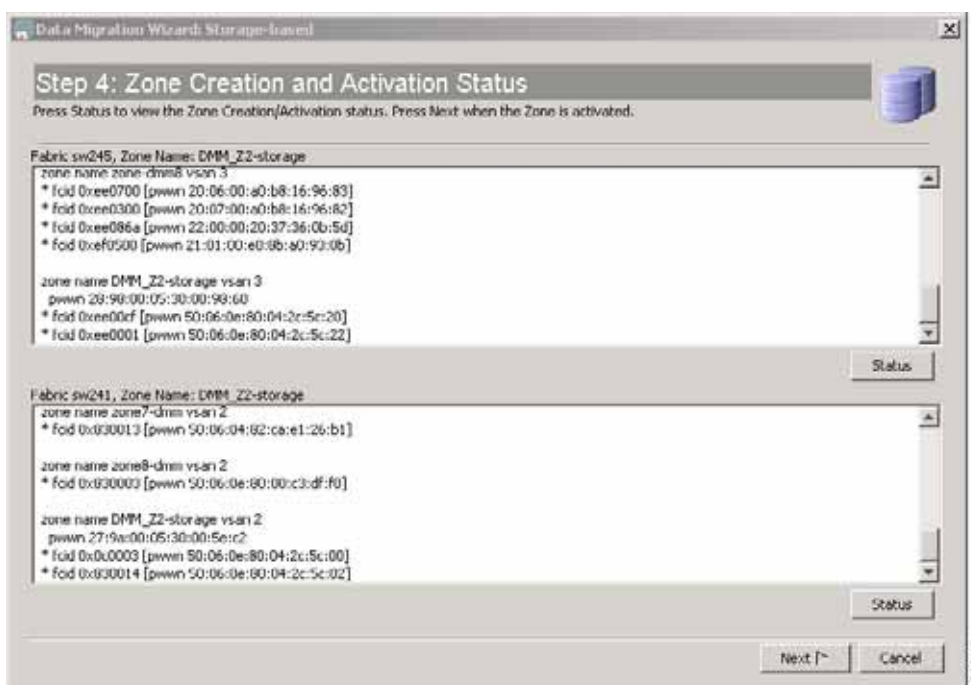 Data Migration Wizard: Storage-based
Step 4: Zone Creation and Activation Status
Press Status to view the Zone Creation/Activation status. Press Next when the Zone is activated.
Fabric sw245, Zone Name: DMM_Z2-storage
zone name zone-dmm8 vsan 3
* fcid 0xee0700 [pwwn 20:06:00:a0:b8:16:96:83]
* fcid 0xee0300 [pwwn 20:07:00:a0:b8:16:96:82]
* fcid 0xee086a [pwwn 22:00:00:20:37:36:0b:5d]
* fcid 0xef0500 [pwwn 21:01:00:e0:8b:a0:93:0b]
zone name DMM_Z2-storage vsan 3
pwwn 28:98:00:05:30:00:98:60
* fcid 0xee00cf [pwwn 50:06:0e:80:04:2c:5c:20]
* fcid 0xee0001 [pwwn 50:06:0e:80:04:2c:5c:22]
Status
Fabric sw241, Zone Name: DMM_Z2-storage
zone name zone7-dmm vsan 2
* fcid 0x830013 [pwwn 50:06:04:82:ca:e1:26:b1]
zone name zone8-dmm vsan 2
* fcid 0x830003 [pwwn 50:06:0e:80:00:c3:df:f0]
zone name DMM_Z2-storage vsan 2
pwwn 27:9a:00:05:30:00:5e:c2
* fcid 0x0c0003 [pwwn 50:06:0e:80:04:2c:5c:00]
* fcid 0x830014 [pwwn 50:06:0e:80:04:2c:5c:02]
Status
Next
Cancel